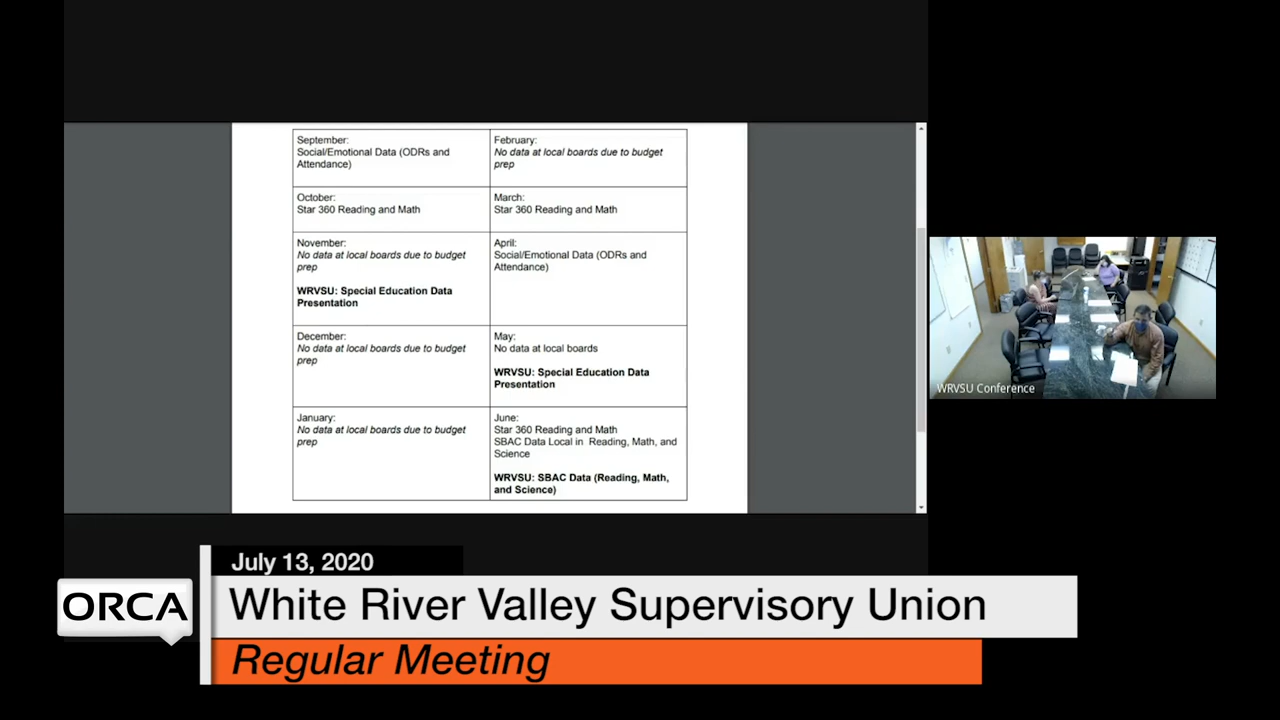 September:
Social/Emotional Data (ODRs and
Attendance)
February:
No data at local boards due to budget
prep
October:
Star 360 Reading and Math
March:
Star 360 Reading and Math
November:
No data at local boards due to budget
prep
WRVSU: Special Education Data
Presentation
April:
Social/Emotional Data (ODRs and
Attendance)
December:
No data at local boards due to budget
prep
May:
No data at local boards
WRVSU: Special Education Data
Presentation
January:
No data at local boards due to budget
prep
June:
Star 360 Reading and Math
SBAC Data Local in Reading, Math, and
Science
WRVSU: SBAC Data (Reading, Math,
and Science)
WRVSU Conference
July 13, 2020
ORCA
White River Valley Supervisory Union
Regular Meeting